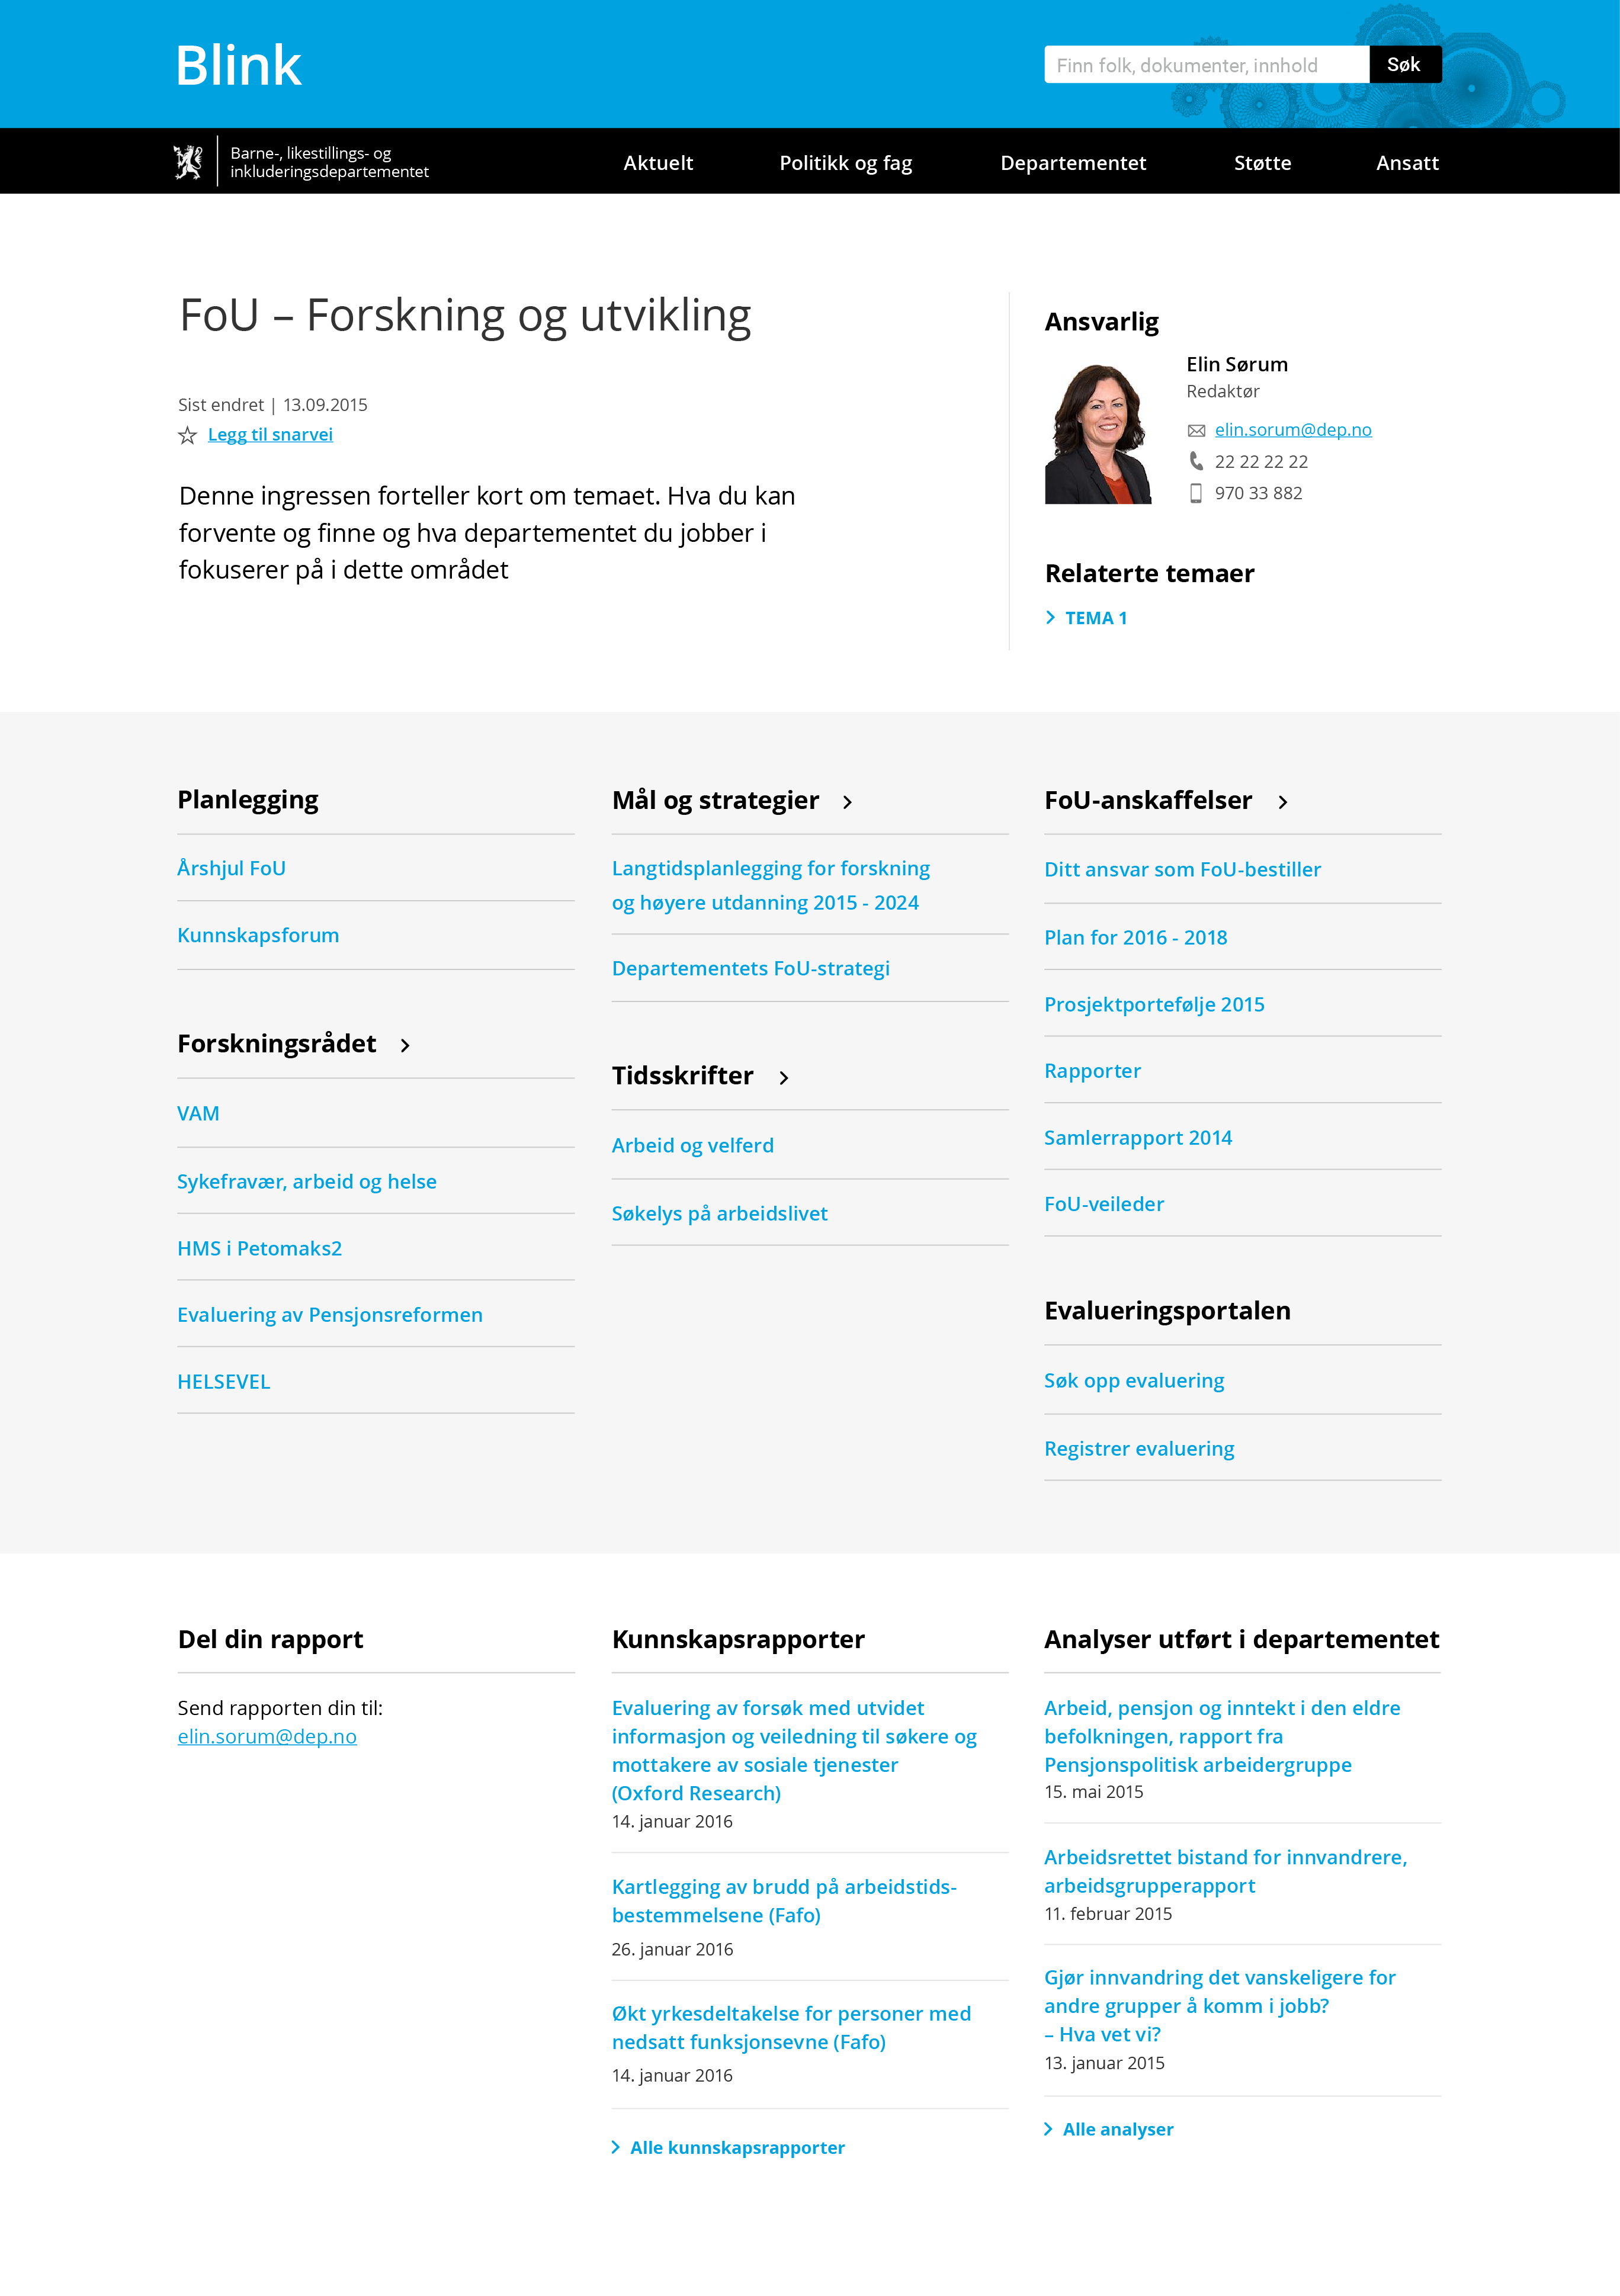 Blink
Finn folk, dokumenter, innhold
Søk
Barne-, likestillings- og
inkluderingsdepartementet
Aktuelt
Politikk og fag
Departementet
Støtte
Ansatt
FoU – Forskning og utvikling
Sist endret | 13.09.2015
Legg til snarvei
Denne ingressen forteller kort om temaet. Hva du kan
forvente og finne og hva departementet du jobber i
fokuserer på i dette området
Ansvarlig
Elin Sørum
Redaktør
elin.sorum@dep.no
22 22 22 22
970 33 882
Relaterte temaer
TEMA 1
Planlegging
Årshjul FoU
Kunnskapsforum
Forskningsrådet
VAM
Sykefravær, arbeid og helse
HMS i Petomaks2
Evaluering av Pensjonsreformen
HELSEVEL
Mål og strategier
Langtidsplanlegging for forskning
og høyere utdanning 2015 - 2024
Departementets FoU-strategi
Tidsskrifter
Arbeid og velferd
Søkelys på arbeidslivet
FoU-anskaffelser
Ditt ansvar som FoU-bestiller
Plan for 2016 - 2018
Prosjektportefølje 2015
Rapporter
Samlerrapport 2014
FoU-veileder
Evalueringsportalen
Søk opp evaluering
Registrer evaluering
Del din rapport
Send rapporten din til:
elin.sorum@dep.no
Kunnskapsrapporter
Evaluering av forsøk med utvidet
informasjon og veiledning til søkere og
mottakere av sosiale tjenester
(Oxford Research)
14. januar 2016
Kartlegging av brudd på arbeidstids-
bestemmelsene (Fafo)
26. januar 2016
Økt yrkesdeltakelse for personer med
nedsatt funksjonsevne (Fafo)
14. januar 2016
Alle kunnskapsrapporter
Analyser utført i departementet
Arbeid, pensjon og inntekt i den eldre
befolkningen, rapport fra
Pensjonspolitisk arbeidergruppe
15. mai 2015
Arbeidsrettet bistand for innvandrere,
arbeidsgrupperapport
11. februar 2015
Gjør innvandring det vanskeligere for
andre grupper å komm i jobb?
– Hva vet vi?
13. januar 2015
Alle analyser